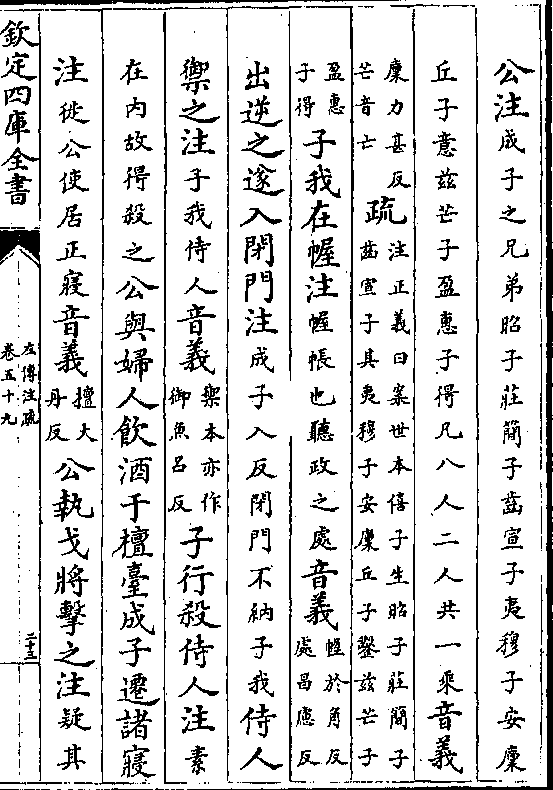 公注成子之兄弟昭子莊簡子齒宣子夷穆子安廩
丘子意茲芒子盈惠子得凡八人二人共一乘音義
廩力甚反
芒音亡
疏
注正義曰案世本僖子生昭子莊簡子
齒宣子其夷穆子安廩丘子鑿茲芒子
盈惠
子得
子我在幄注幄帳也聽政之處音義
幄於角反
處昌慮反
出逆之遂入閉門注成子入反閉門不納子我侍人
禦之注子我侍人音義
禦本亦作
御魚呂反
子行殺侍人注素
在内故得殺之公與婦人飲酒于檀臺成子遷諸寢
注徙公使居正寢音義
檀大
丹反
公執戈將擊之注疑其
欽定四庫全書
左傳注疏
卷五十九
二十三